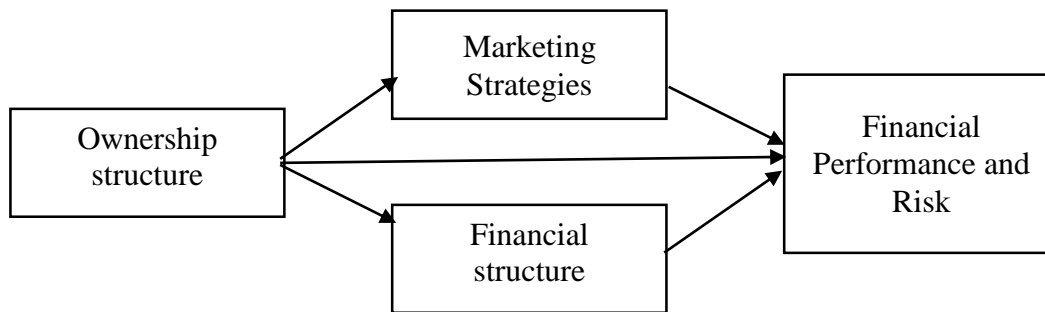 Marketing
Strategies
Ownership
structure
Financial
Performance and
Risk
Financial
structure